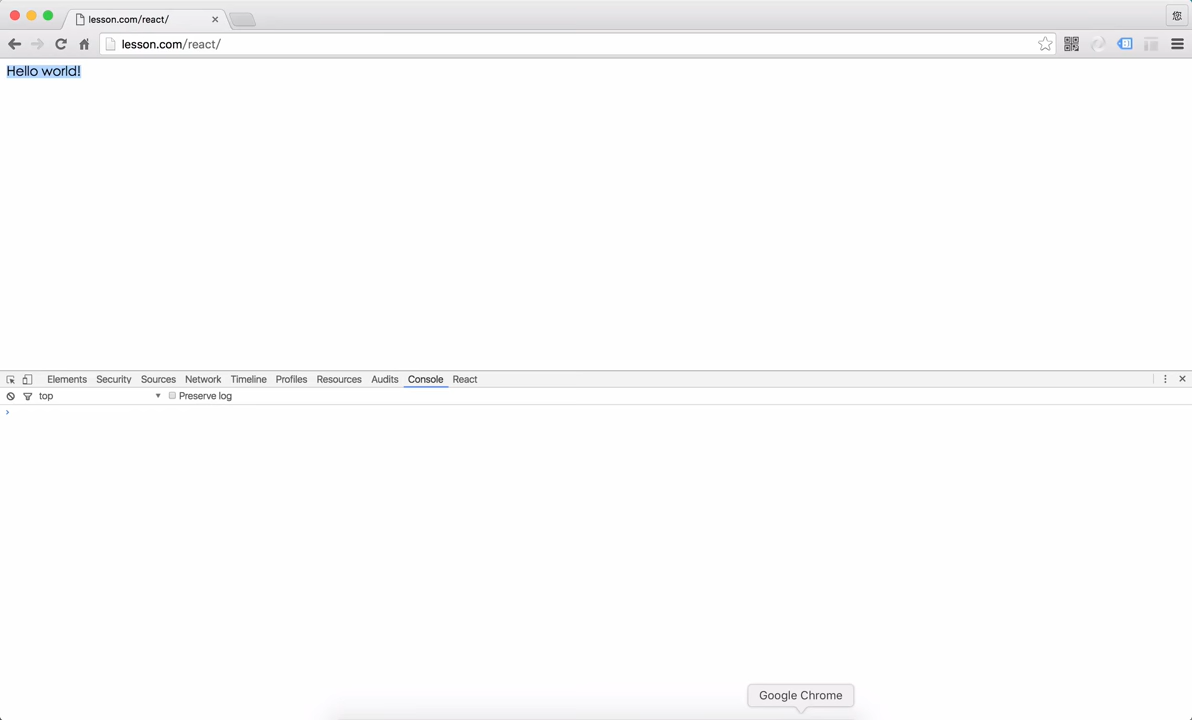 lesson.com/react/
您
lesson.com/react/
Hello world!
Elements Security Sources Network Timeline Profiles Resources Audits Console React
top Preserve log
Google Chrome